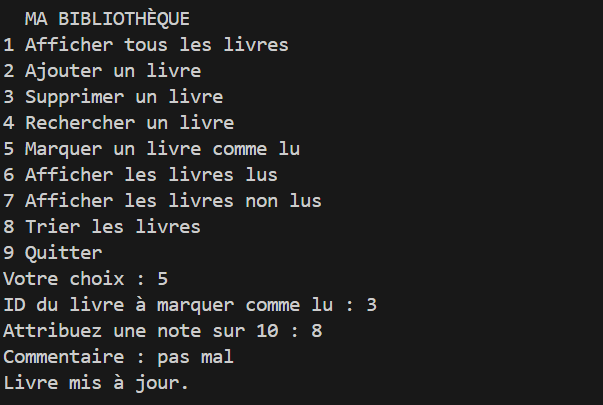 MA BIBLIOTHÈQUE
1 Afficher tous les livres
2 Ajouter un livre
3 Supprimer un livre
4 Rechercher un livre
5 Marquer un livre comme lu
6 Afficher les livres lus
7 Afficher les livres non lus
8 Trier les livres
9 Quitter
Votre choix : 5
ID du livre à marquer comme lu : 3
Attribuez une note sur 10 : 8
Commentaire : pas mal
Livre mis à jour.